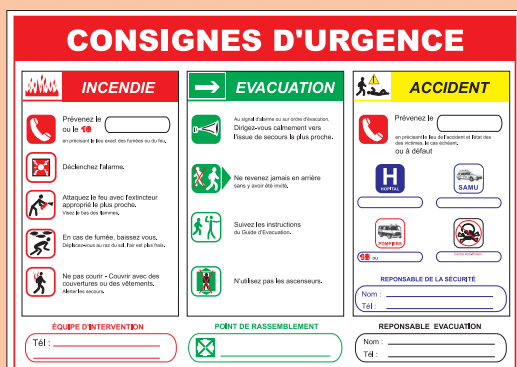 CONSIGNES D'URGENCE
INCENDIE
Prévenez le
ou le 18
en précisant le lieu exact des fumées ou du feu.
Déclenchez l'alarme.
Attaquez le feu avec l'extincteur
approprié le plus proche.
Visez le bas des flammes.
En cas de fumée, baissez vous,
Déplacez-vous au ras du sol, l'air est plus frais.
Ne pas courir - Couvrir avec des
couvertures ou des vêtements.
Alerter les secours.
EVACUATION
Au signal d'alarme ou sur ordre d'évacuation,
Dirigez-vous calmement vers
l'issue de secours la plus proche.
Ne revenez jamais en arrière
sans y avoir été invité.
Suivez les instructions
du Guide d'Evacuation.
N'utilisez pas les ascenseurs.
ACCIDENT
Prévenez le
en précisant le lieu de l'accident et l'état des
des victimes, le cas échéant.
ou à défaut
H
HOPITAL
SAMU
POMPIERS
18 ou
REPONSABLE DE LA SÉCURITÉ
Nom :
Tél :
ÉQUIPE D'INTERVENTION
Tél :
POINT DE RASSEMBLEMENT
REPONSABLE EVACUATION
Nom :
Tél :